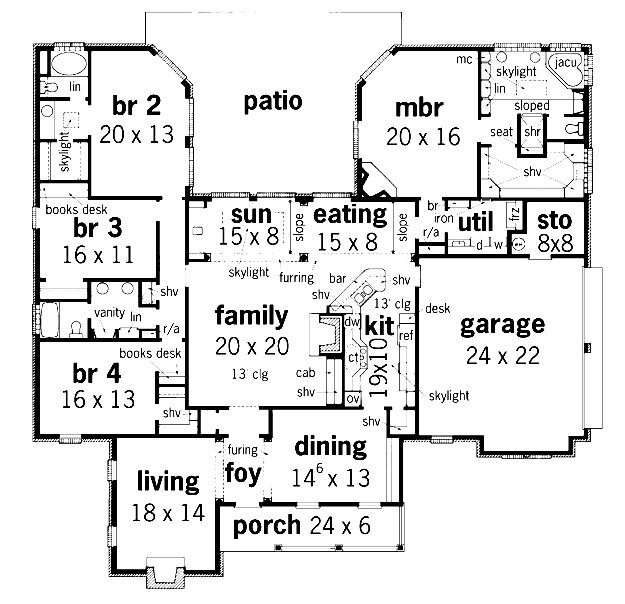 mc
skylight
jacu
lin
lin
br 2
20 x 13
patio
mbr
20 x 16
sloped
seat
shr
skylight
shv
books desk
br 3
16 x 11
sun
15 x 8
slope
eating
15 x 8
slope
br
iron
r/a
util
d w
frz
sto
8x8
skylight
furring
bar
shv
shv
13' clg
vanity
lin
shv
r/a
family
20 x 20
13' clg
dw
kit
19x10
ct
ref
desk
garage
24 x 22
books desk
br 4
16 x 13
cab
shv
ov
skylight
shv
shv
furing
foy
dining
14⁶ x 13
living
18 x 14
porch 24 x 6